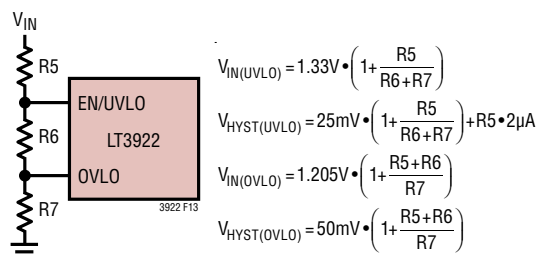 VIN
R5
EN/UVLO
R6
LT3922
OVLO
R7
3922 F13
VIN(UVLO) = 1.33V•(1+R5/(R6+R7))
VHYST(UVLO) = 25mV•(1+R5/(R6+R7))+R5•2µA
VIN(OVLO) = 1.205V•(1+(R5+R6)/R7)
VHYST(OVLO) = 50mV•(1+(R5+R6)/R7)